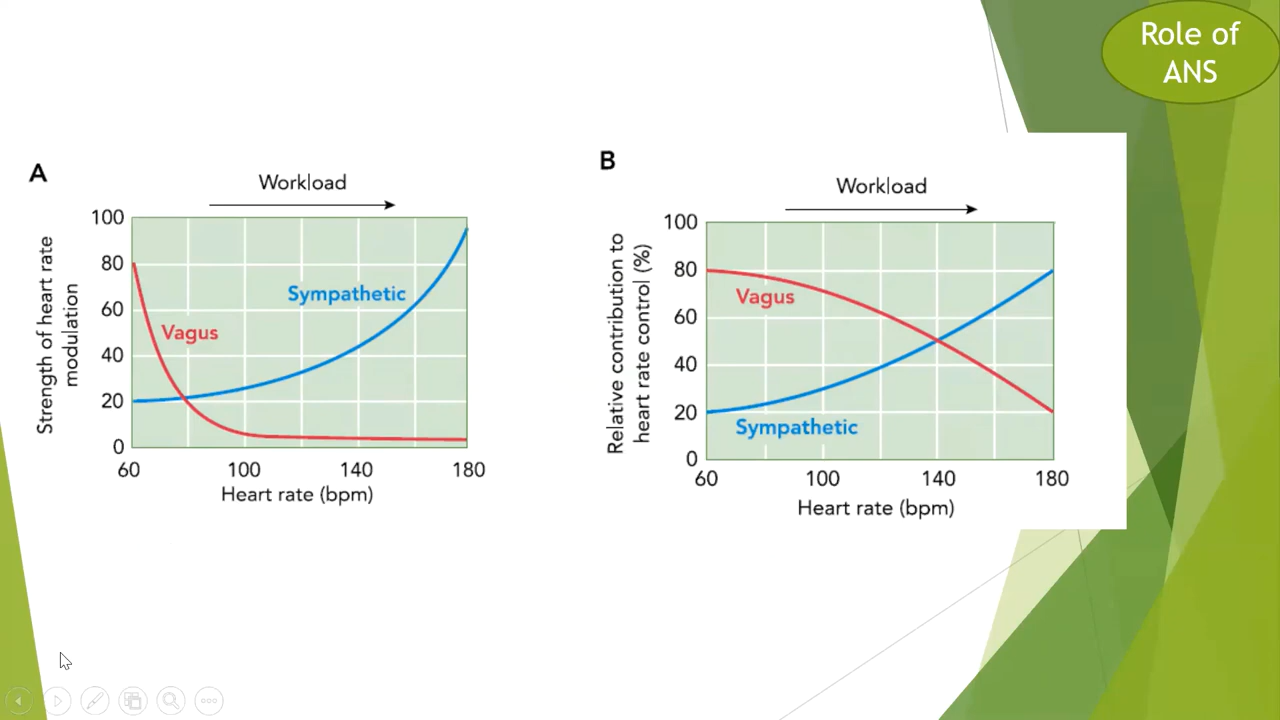 Role of
ANS
A
Workload
100
80
60
40
20
0
Strength of heart rate
modulation
Sympathetic
Vagus
60
100
140
180
Heart rate (bpm)
B
Workload
100
80
60
40
20
0
Relative contribution to
heart rate control (%)
Vagus
Sympathetic
60
100
140
180
Heart rate (bpm)